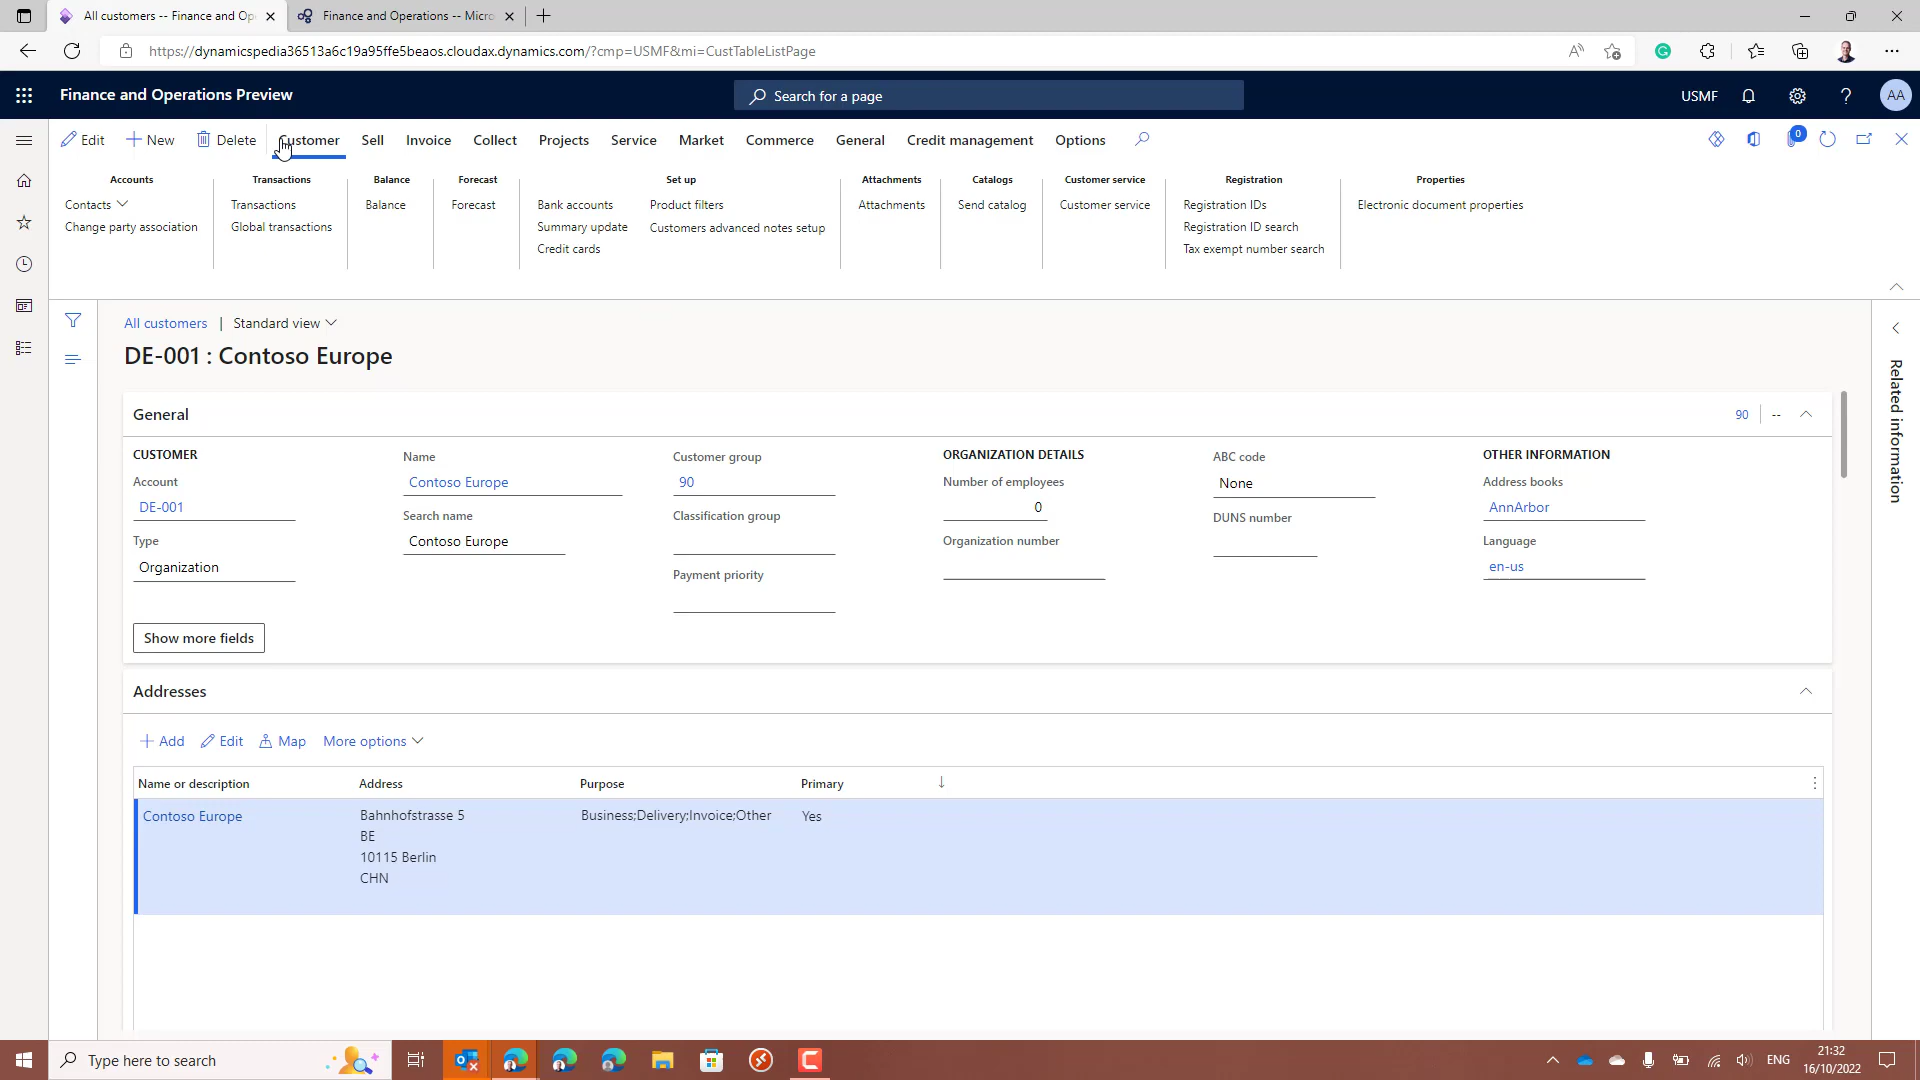 All customers -- Finance and Op
Finance and Operations -- Micro
https://dynamicspedia36513a6c19a95ffe5beaos.cloudax.dynamics.com/?cmp=USMF&mi=CustTableListPage
Finance and Operations Preview
Search for a page
USMF
AA
Edit
New
Delete
Customer
Sell
Invoice
Collect
Projects
Service
Market
Commerce
General
Credit management
Options
0
Accounts
Contacts
Change party association
Transactions
Transactions
Global transactions
Balance
Balance
Forecast
Forecast
Set up
Bank accounts
Summary update
Credit cards
Product filters
Customers advanced notes setup
Attachments
Attachments
Catalogs
Send catalog
Customer service
Customer service
Registration
Registration IDs
Registration ID search
Tax exempt number search
Properties
Electronic document properties
All customers | Standard view
DE-001 : Contoso Europe
General
90
--
CUSTOMER
Account
DE-001
Type
Organization
Name
Contoso Europe
Search name
Contoso Europe
Customer group
90
Classification group
Payment priority
ORGANIZATION DETAILS
Number of employees
0
Organization number
ABC code
None
DUNS number
OTHER INFORMATION
Address books
AnnArbor
Language
en-us
Show more fields
Related information
Addresses
Add
Edit
Map
More options
Name or description
Address
Purpose
Primary
Contoso Europe
Bahnhofstrasse 5
BE
10115 Berlin
CHN
Business;Delivery;Invoice;Other
Yes
Type here to search
ENG
21:32
16/10/2022